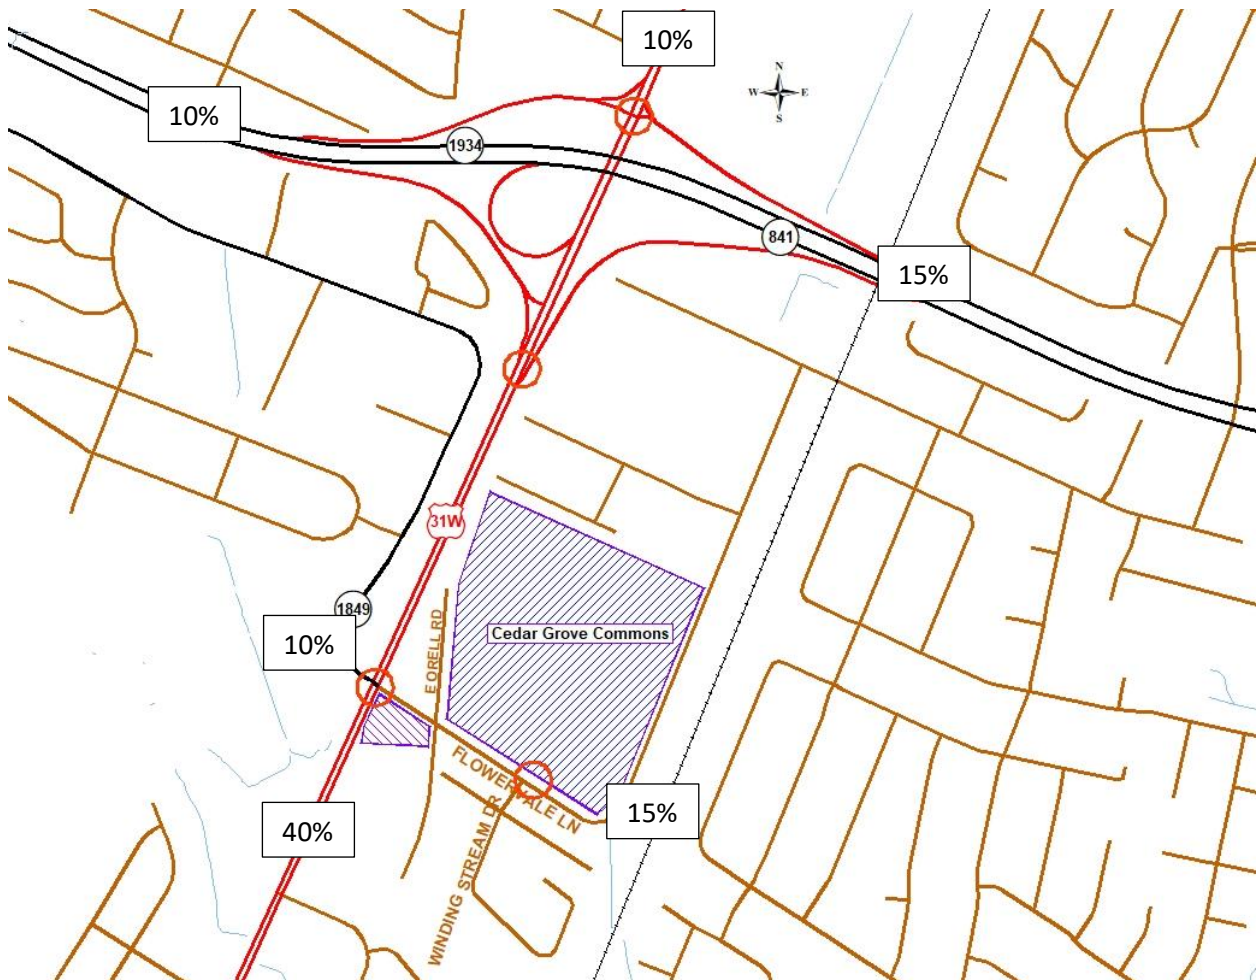 10%
N
W E
S
10%
1934
841
15%
31W
1849
10%
E ORELL RD
Cedar Grove Commons
FLOWERVALE LN
15%
40%
WINDING STREAM DR